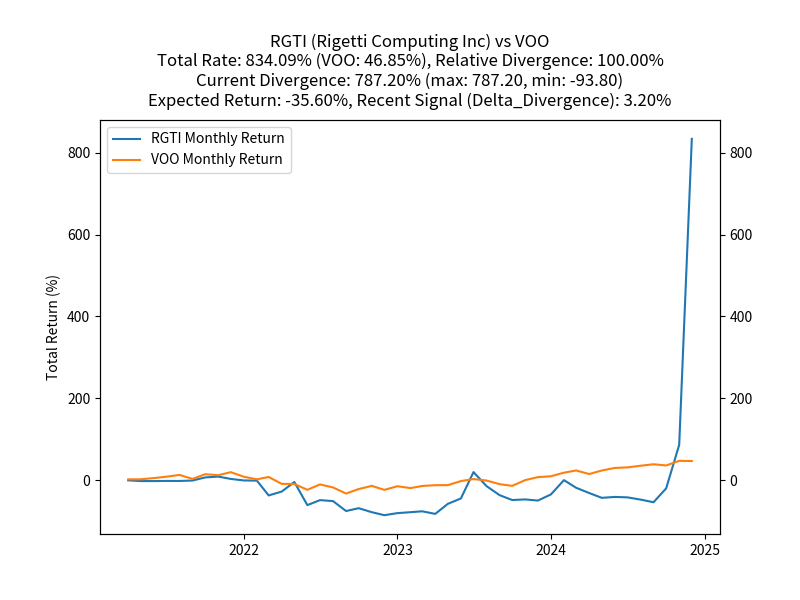 RGTI (Rigetti Computing Inc) vs VOO
Total Rate: 834.09% (VOO: 46.85%), Relative Divergence: 100.00%
Current Divergence: 787.20% (max: 787.20, min: -93.80)
Expected Return: -35.60%, Recent Signal (Delta_Divergence): 3.20%
RGTI Monthly Return
VOO Monthly Return
Total Return (%)
800
600
400
200
0
800
600
400
200
0
2022
2023
2024
2025